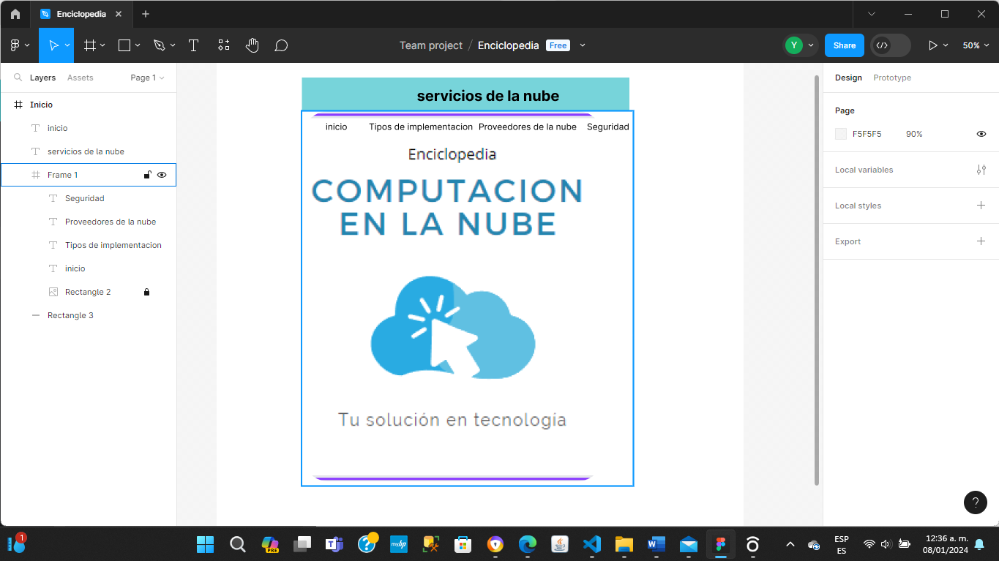 Enciclopedia
Team project / Enciclopedia Free
Y
Share
50%
Layers Assets Page 1
Inicio
inicio
servicios de la nube
Frame 1
Seguridad
Proveedores de la nube
Tipos de implementacion
inicio
Rectangle 2
Rectangle 3
servicios de la nube
inicio Tipos de implementacion Proveedores de la nube Seguridad
Enciclopedia
COMPUTACION
EN LA NUBE
Tu solución en tecnología
Design Prototype
Page
F5F5F5 90%
Local variables
Local styles
Export
?
1
PRE
T
?
myhp
W
ESP
ES
12:36 a. m.
08/01/2024